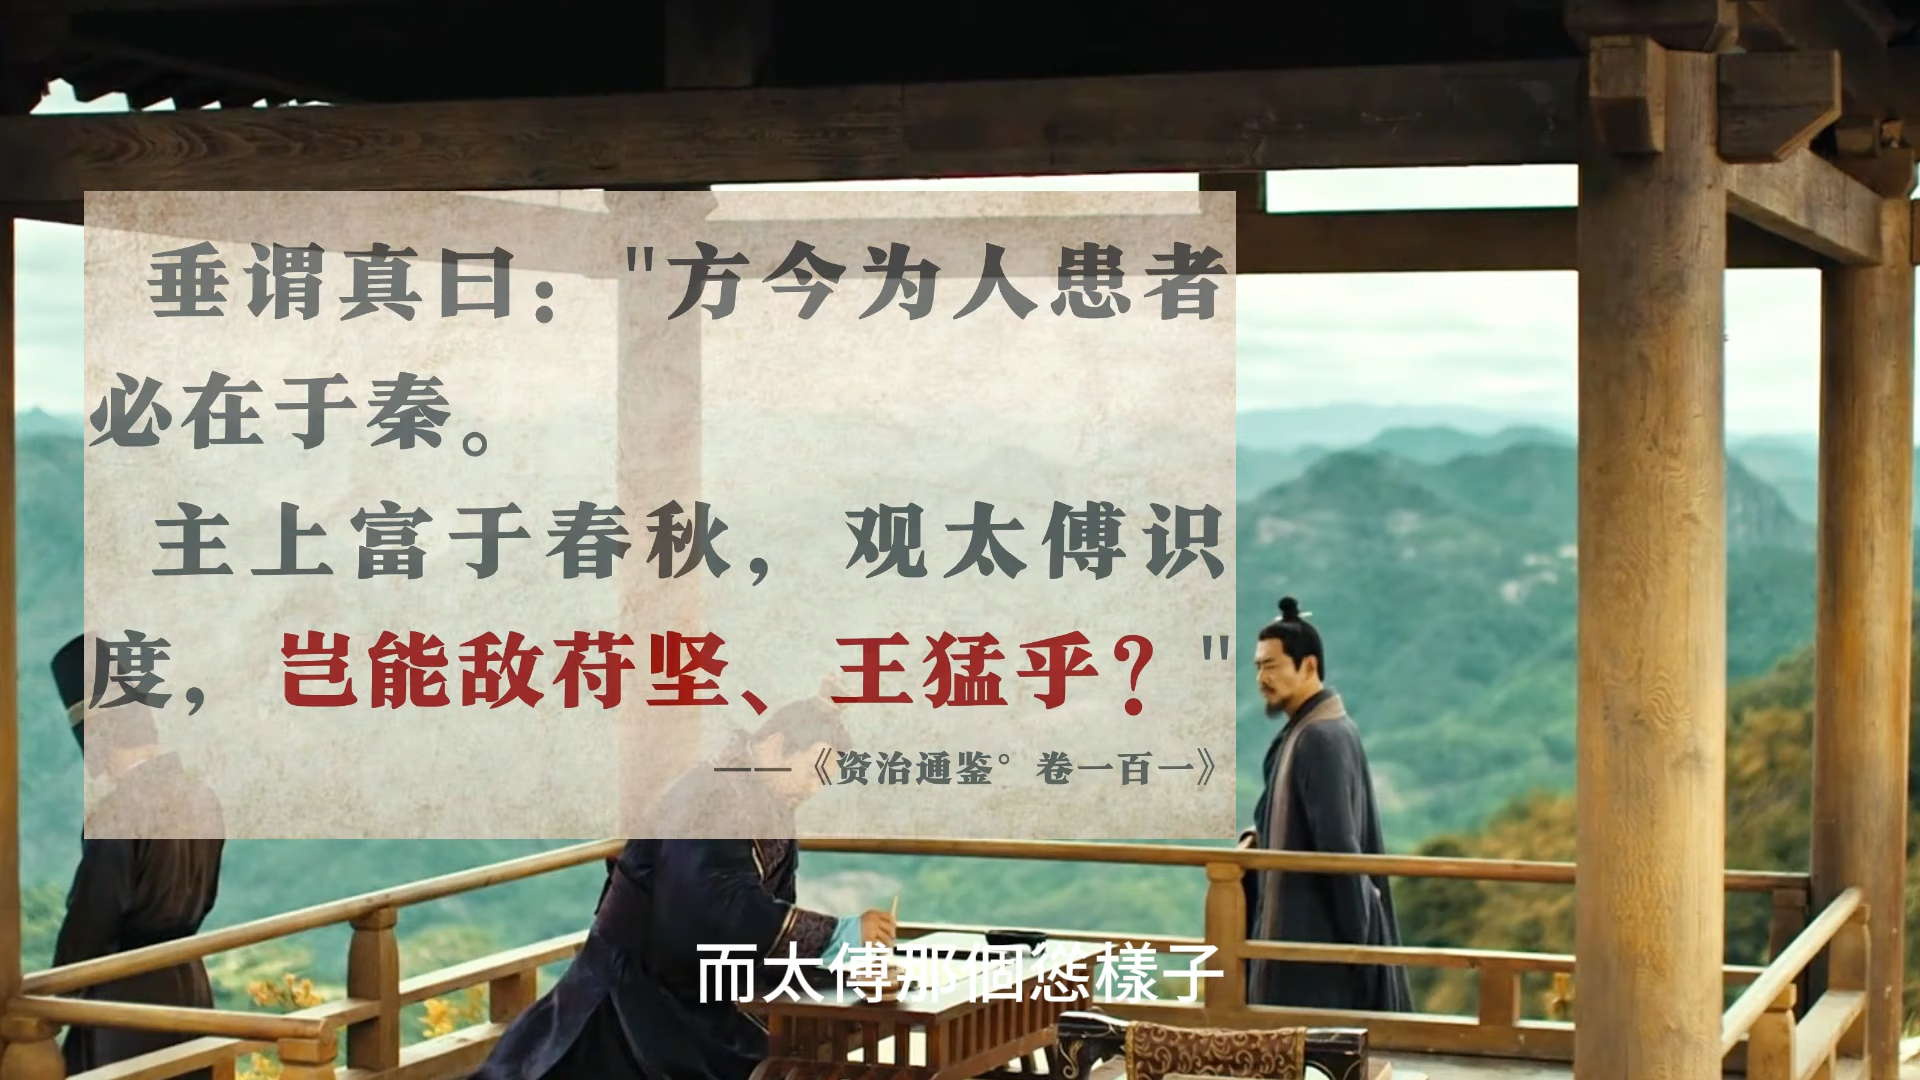 垂谓真曰："方今为人患者
必在于秦。
主上富于春秋，观太傅识
度，岂能敌苻坚、王猛乎？"
——《资治通鉴°卷一百一》
而太傅那個慫樣子